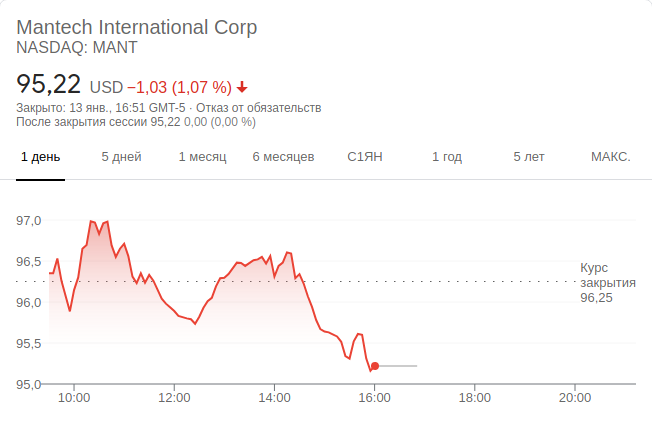 Mantech International Corp
NASDAQ: MANT
95,22 USD −1,03 (1,07 %)
Закрыто: 13 янв., 16:51 GMT-5 · Отказ от обязательств
После закрытия сессии 95,22 0,00 (0,00 %)
1 день 5 дней 1 месяц 6 месяцев С1ЯН 1 год 5 лет МАКС.
97,0
96,5
Курс
закрытия
96,25
96,0
95,5
95,0
10:00 12:00 14:00 16:00 18:00 20:00